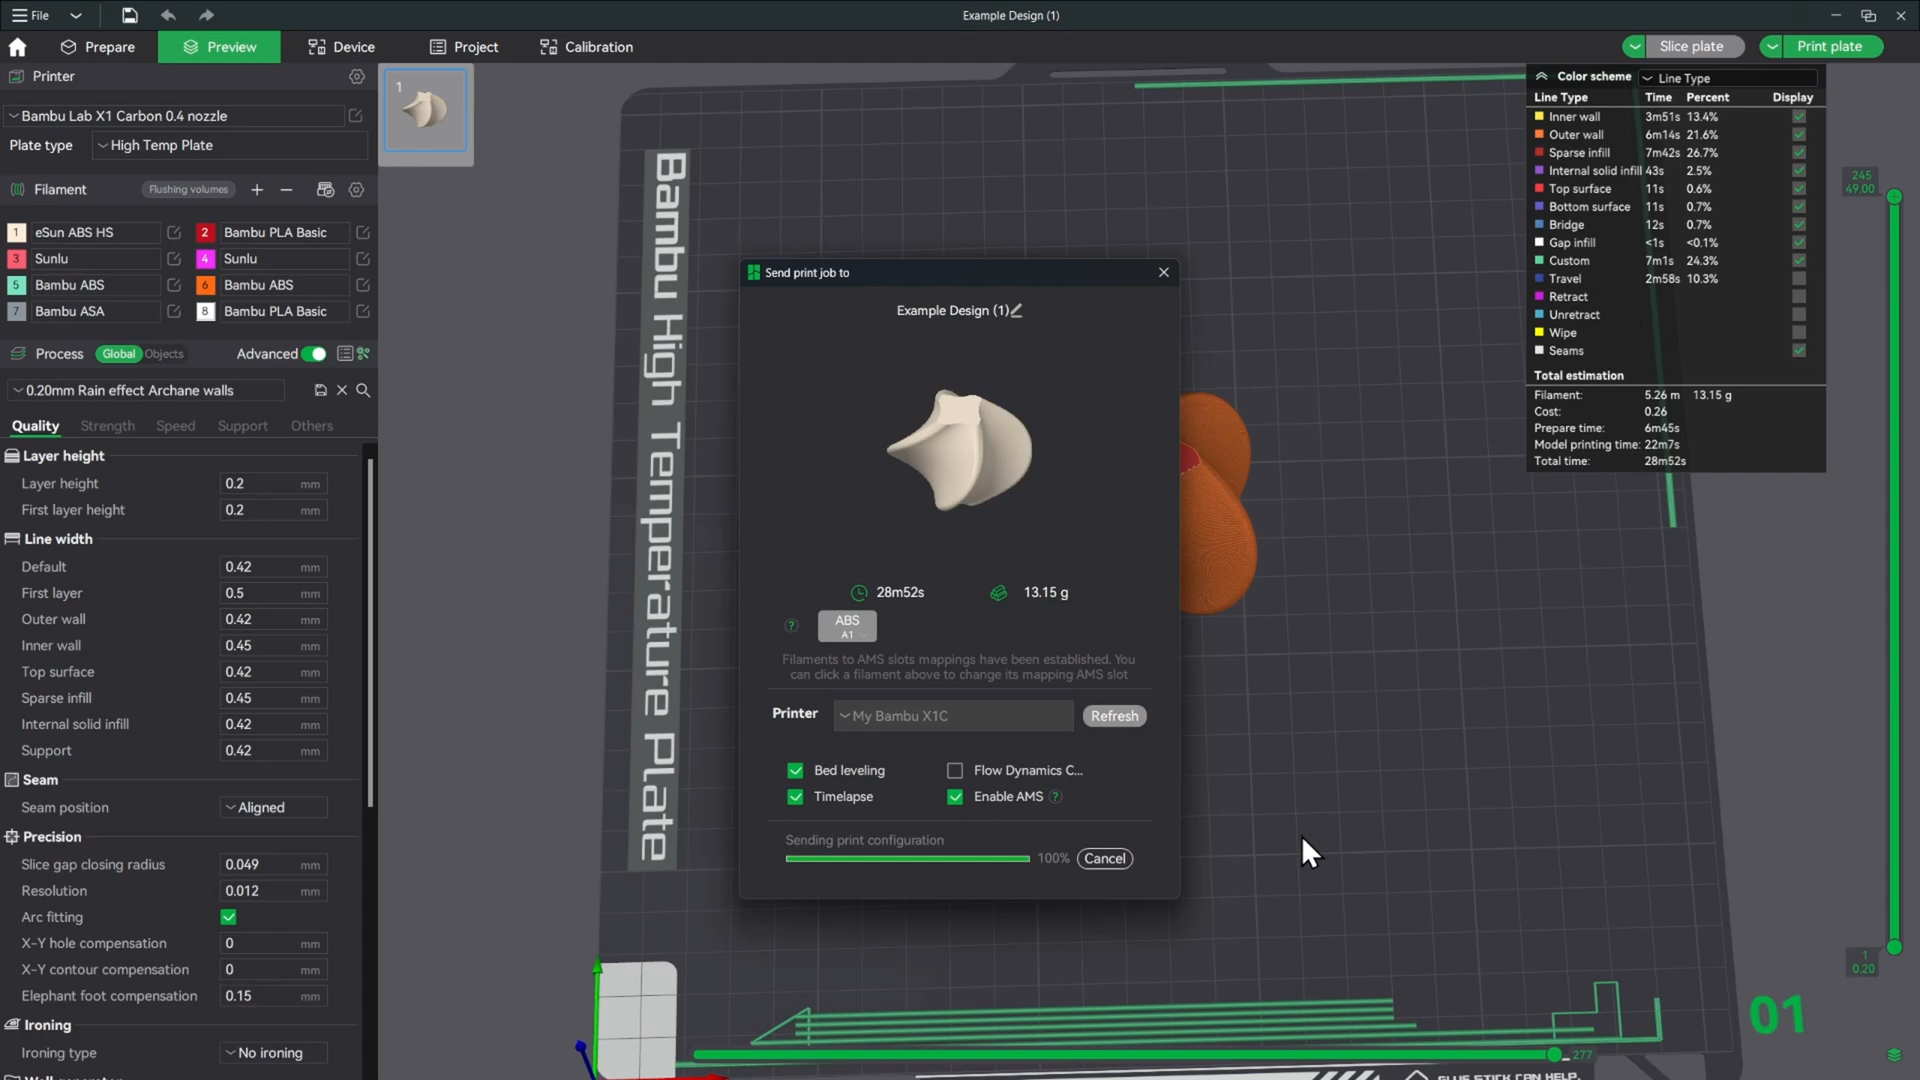 File
Example Design (1)
Prepare
Preview
Device
Project
Calibration
Slice plate
Print plate
Printer
Bambu Lab X1 Carbon 0.4 nozzle
Plate type
High Temp Plate
Filament
Flushing volumes
1 eSun ABS HS
2 Bambu PLA Basic
3 Sunlu
4 Sunlu
5 Bambu ABS
6 Bambu ABS
7 Bambu ASA
8 Bambu PLA Basic
Process
Global
Objects
Advanced
0.20mm Rain effect Archane walls
Quality
Strength
Speed
Support
Others
Layer height
Layer height 0.2 mm
First layer height 0.2 mm
Line width
Default 0.42 mm
First layer 0.5 mm
Outer wall 0.42 mm
Inner wall 0.45 mm
Top surface 0.42 mm
Sparse infill 0.45 mm
Internal solid infill 0.42 mm
Support 0.42 mm
Seam
Seam position Aligned
Precision
Slice gap closing radius 0.049 mm
Resolution 0.012 mm
Arc fitting
X-Y hole compensation 0 mm
X-Y contour compensation 0 mm
Elephant foot compensation 0.15 mm
Ironing
Ironing type No ironing
1
Bambu High Temperature Plate
Send print job to
Example Design (1)
28m52s
13.15 g
?
ABS
A1
Filaments to AMS slots mappings have been established. You
can click a filament above to change its mapping AMS slot
Printer
My Bambu X1C
Refresh
Bed leveling
Flow Dynamics C...
Timelapse
Enable AMS ?
Sending print configuration
100%
Cancel
Color scheme
Line Type
Line Type Time Percent Display
Inner wall 3m51s 13.4%
Outer wall 6m14s 21.6%
Sparse infill 7m42s 26.7%
Internal solid infill 43s 2.5%
Top surface 11s 0.6%
Bottom surface 11s 0.7%
Bridge 12s 0.7%
Gap infill <1s <0.1%
Custom 7m1s 24.3%
Travel 2m58s 10.3%
Retract
Unretract
Wipe
Seams
Total estimation
Filament: 5.26 m 13.15 g
Cost: 0.26
Prepare time: 6m45s
Model printing time: 22m7s
Total time: 28m52s
245
49.00
1
0.20
01
277
GLUE STICK CAN HELP.